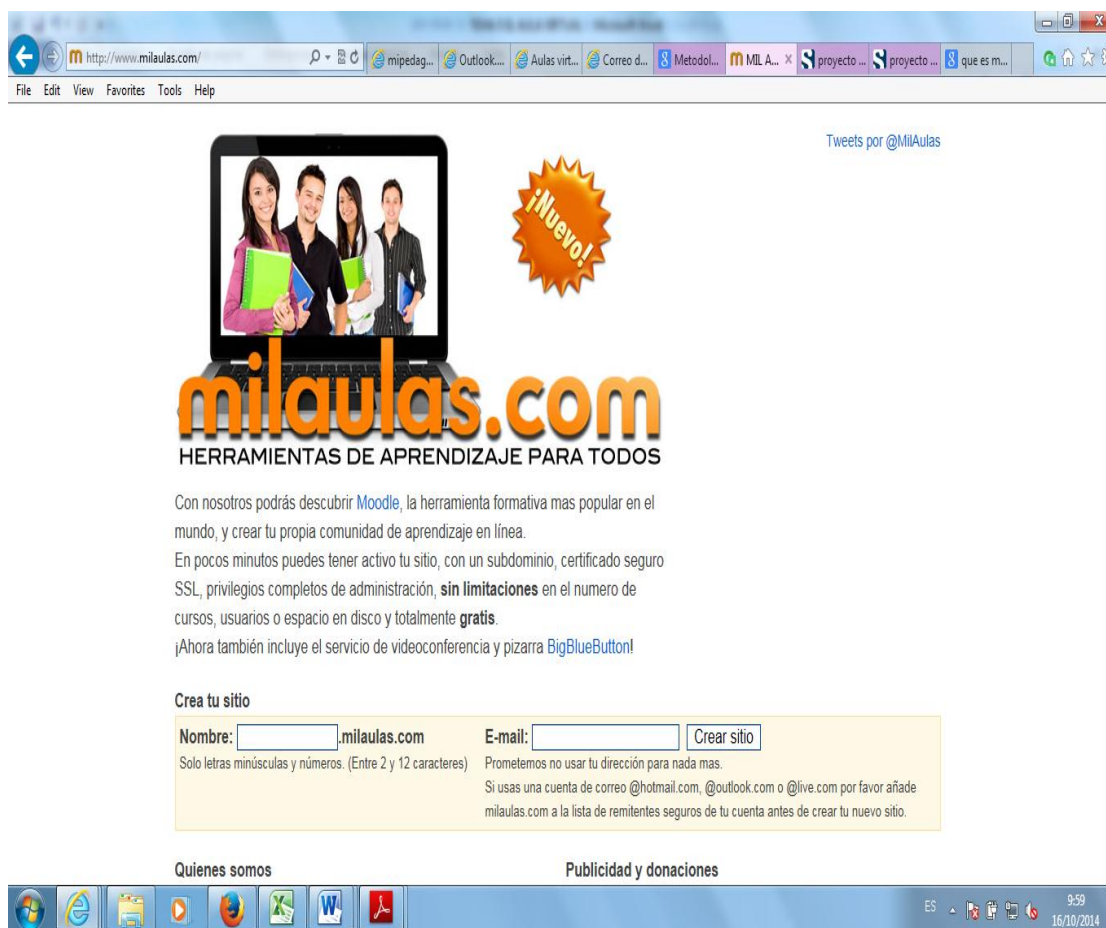 http://www.milaulas.com/
mipedag...
Outlook....
Aulas virt...
Correo d...
Metodol...
MIL A...
proyecto ...
proyecto ...
que es m...
File Edit View Favorites Tools Help
Tweets por @MilAulas
¡Nuevo!
milaulas.com
HERRAMIENTAS DE APRENDIZAJE PARA TODOS
Con nosotros podrás descubrir Moodle, la herramienta formativa mas popular en el
mundo, y crear tu propia comunidad de aprendizaje en línea.
En pocos minutos puedes tener activo tu sitio, con un subdominio, certificado seguro
SSL, privilegios completos de administración, sin limitaciones en el numero de
cursos, usuarios o espacio en disco y totalmente gratis.
¡Ahora también incluye el servicio de videoconferencia y pizarra BigBlueButton!
Crea tu sitio
Nombre: .milaulas.com
Solo letras minúsculas y números. (Entre 2 y 12 caracteres)
E-mail: Crear sitio
Prometemos no usar tu dirección para nada mas.
Si usas una cuenta de correo @hotmail.com, @outlook.com o @live.com por favor añade
milaulas.com a la lista de remitentes seguros de tu cuenta antes de crear tu nuevo sitio.
Quienes somos
Publicidad y donaciones
ES
9:59
16/10/2014